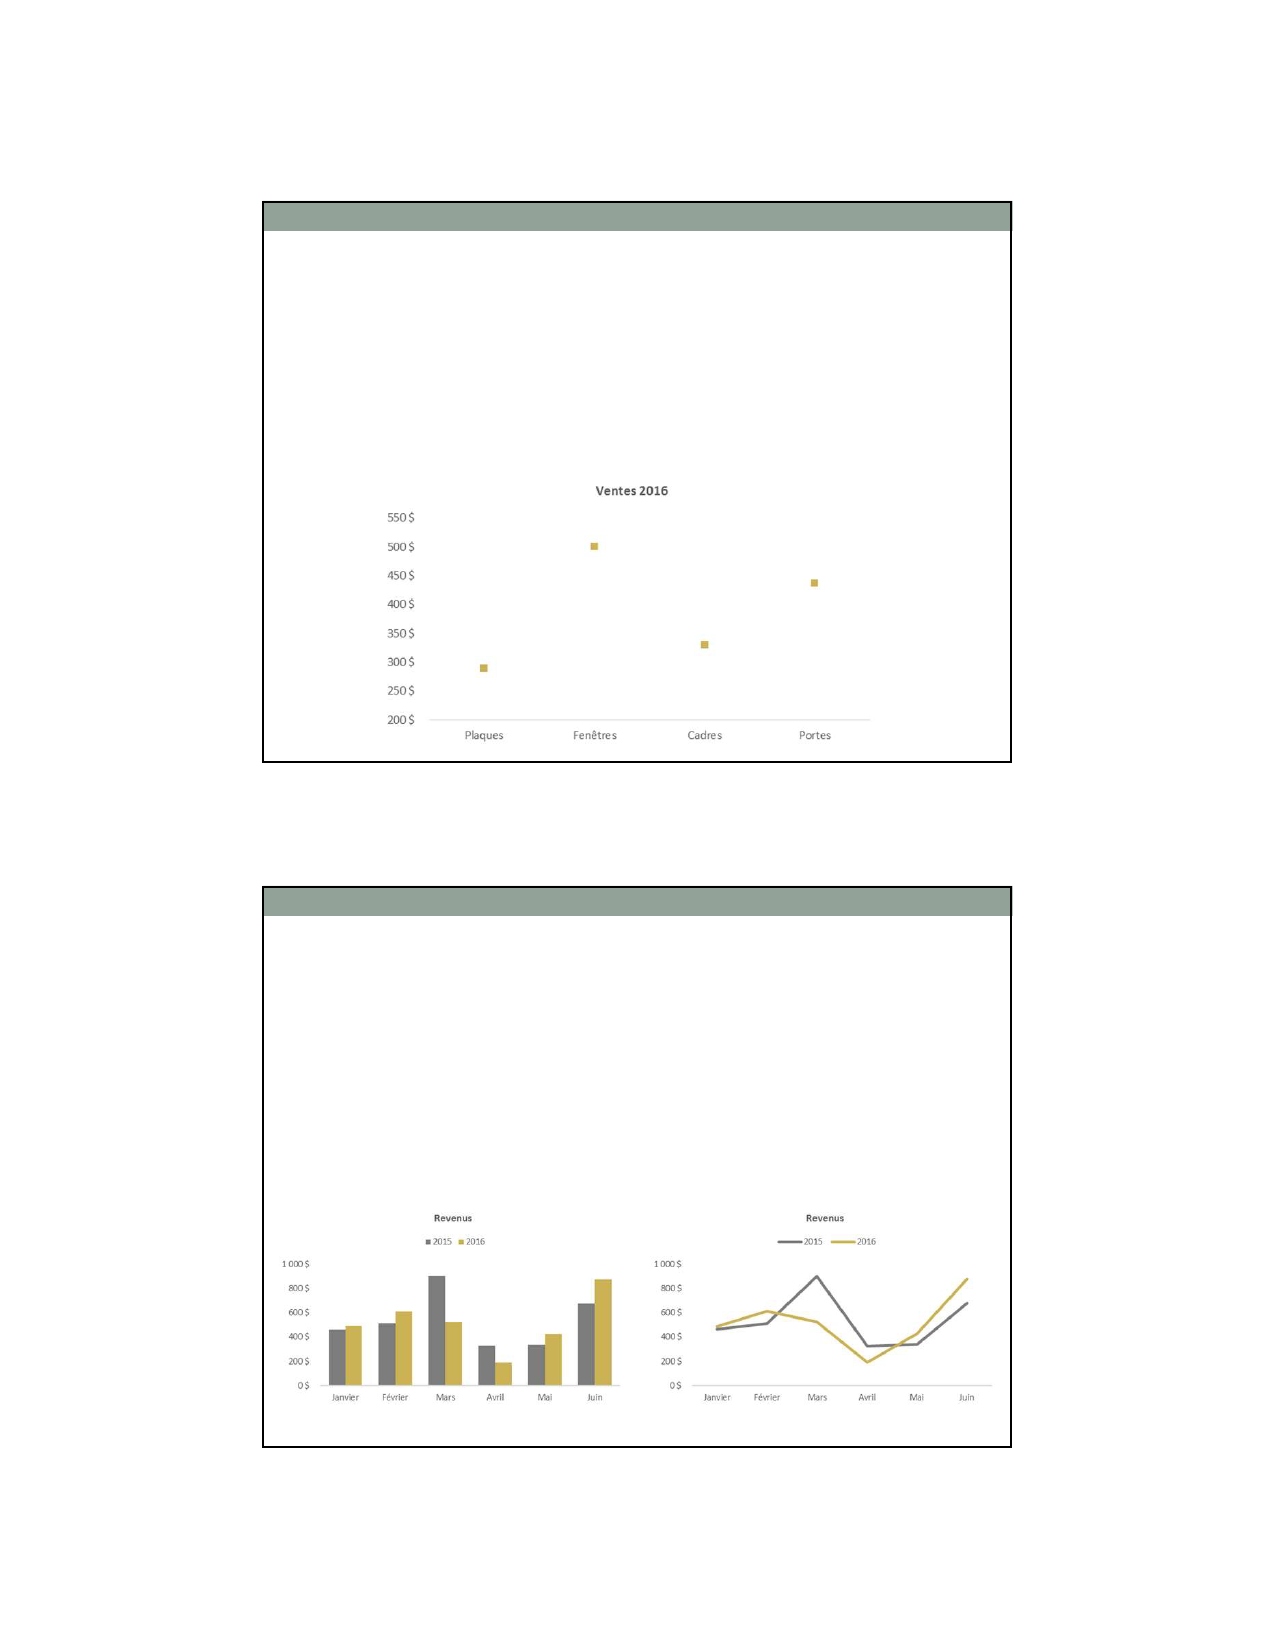 Ventes 2016
550 $
500 $
450 $
400 $
350 $
300 $
250 $
200 $
Plaques Fenêtres Cadres Portes
Revenus
2015 2016
1 000 $
800 $
600 $
400 $
200 $
0 $
Janvier Février Mars Avril Mai Juin
Revenus
2015 2016
1 000 $
800 $
600 $
400 $
200 $
0 $
Janvier Février Mars Avril Mai Juin